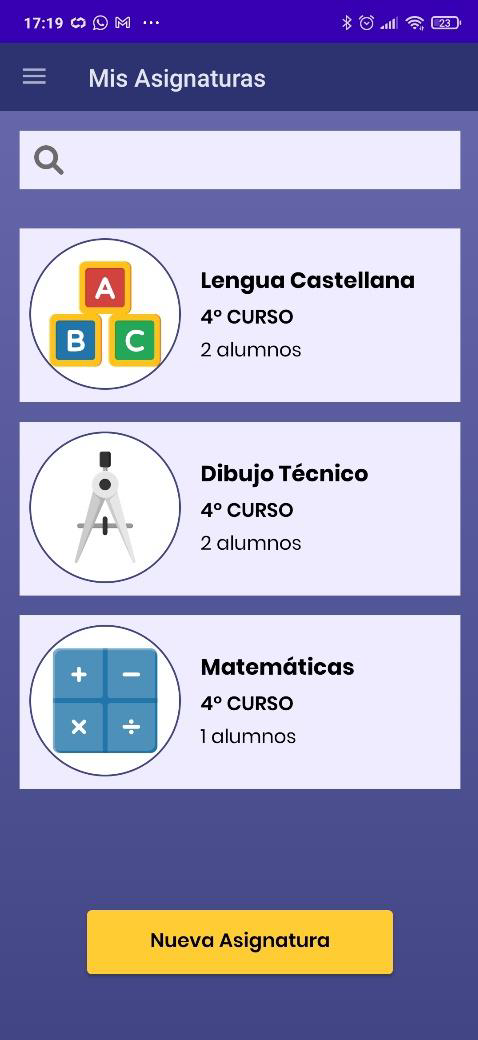 17:19
23
Mis Asignaturas
A
B C
Lengua Castellana
4º CURSO
2 alumnos
Dibujo Técnico
4º CURSO
2 alumnos
+ −
× ÷
Matemáticas
4º CURSO
1 alumnos
Nueva Asignatura